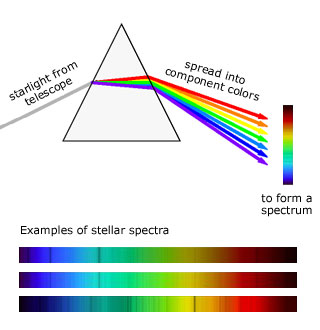 starlight from
telescope
spread into
component colors
to form a
spectrum
Examples of stellar spectra